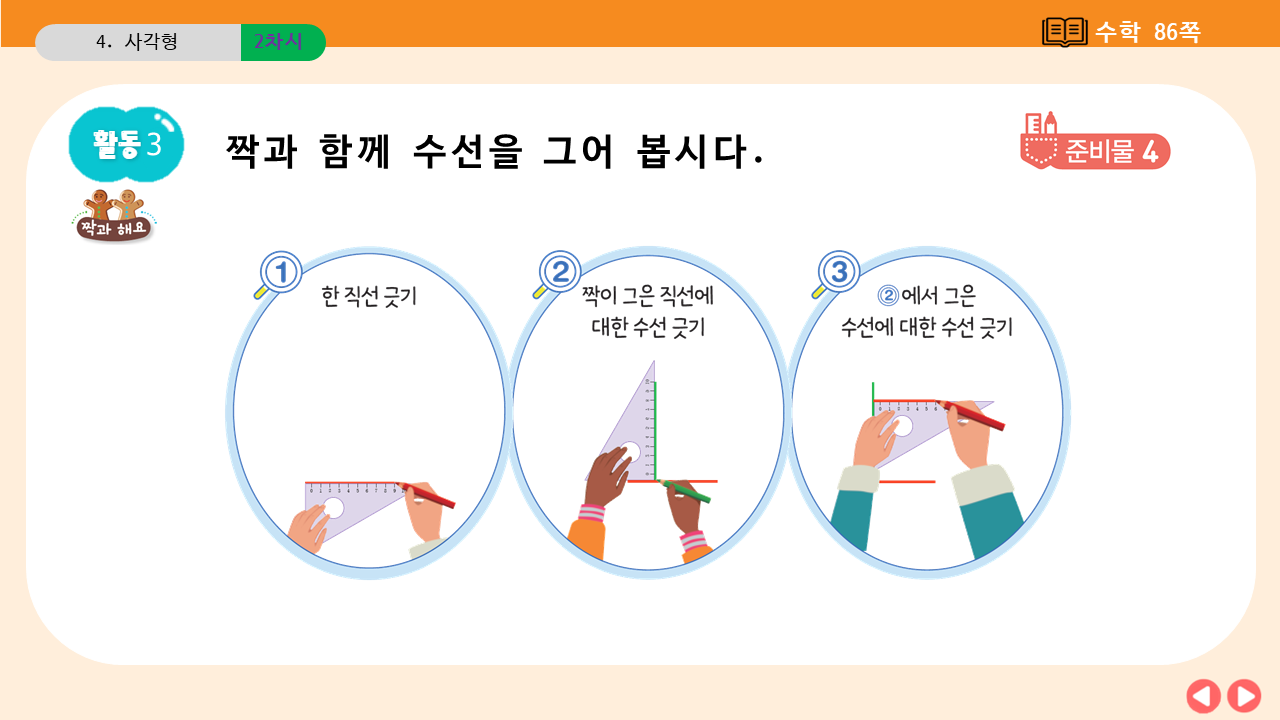 4. 사각형
2차시
수학 86쪽
활동 3
짝과 함께 수선을 그어 봅시다.
준비물 4
짝과 해요
1
한 직선 긋기
2
짝이 그은 직선에
대한 수선 긋기
3
②에서 그은
수선에 대한 수선 긋기